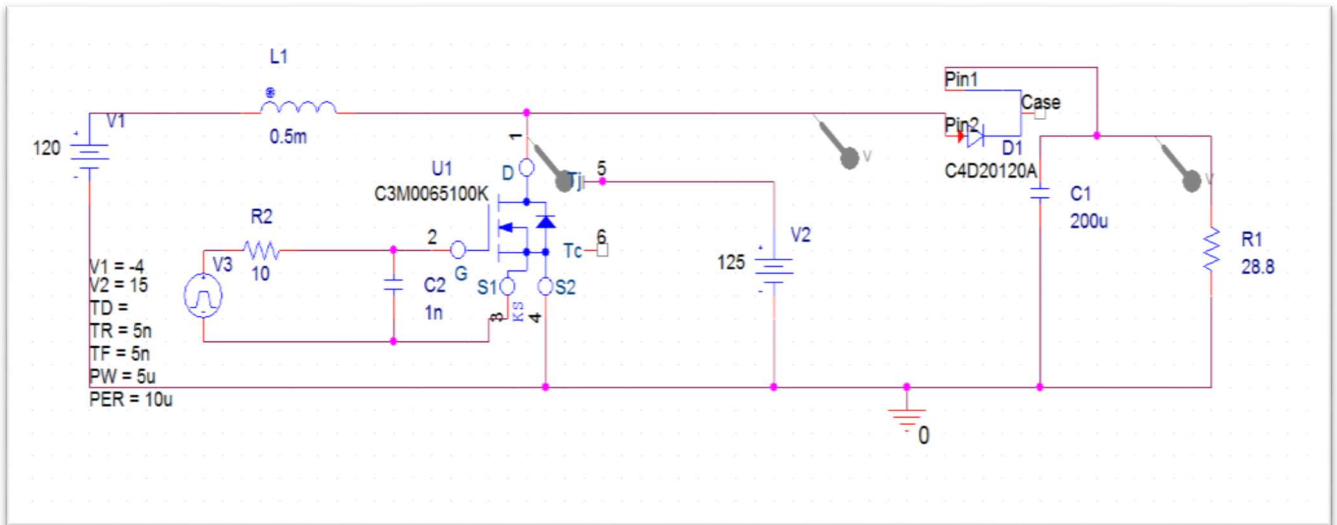 L1
0.5m
V1
120
1
D
U1
C3M0065100K
Tj
5
Tc
6
2
G
S1
S2
3
KS
4
R2
10
V3
V1 = -4
V2 = 15
TD =
TR = 5n
TF = 5n
PW = 5u
PER = 10u
C2
1n
V2
125
V
Pin1
Case
Pin2
D1
C4D20120A
V
C1
200u
R1
28.8
0